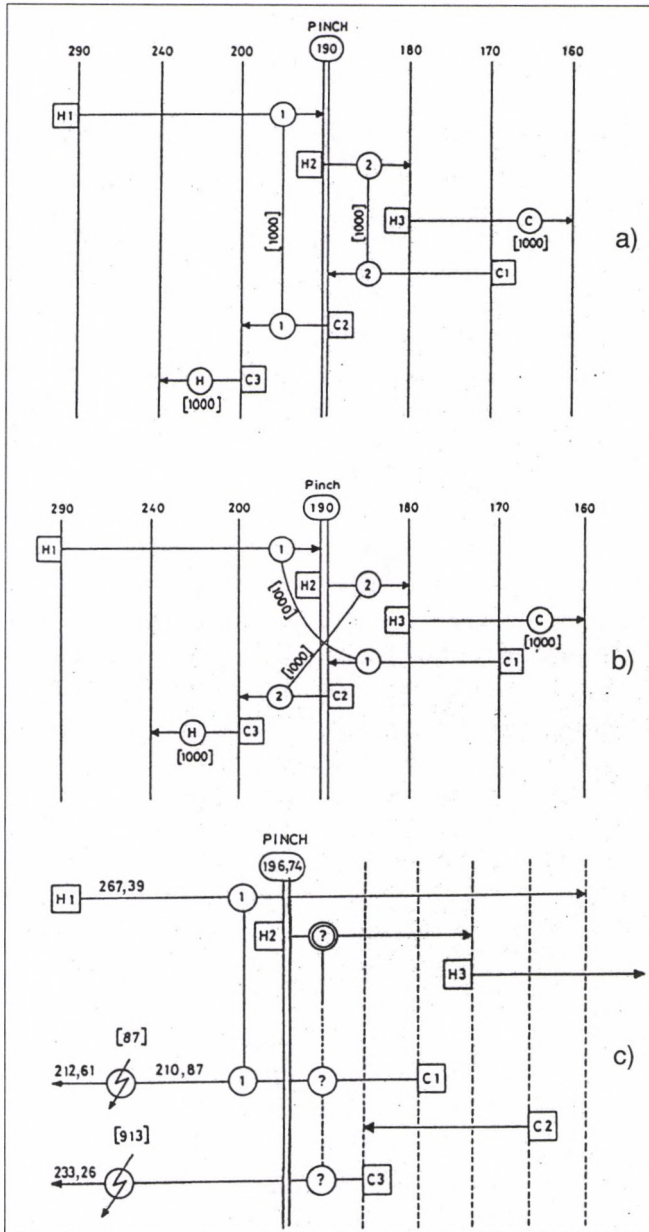 PINCH
290 240 200 190 180 170 160
H1 1
H2 2
[1000] [1000]
H3 C
[1000]
a)
2 C1
1 C2
H C3
[1000]
Pinch
290 240 200 190 180 170 160
H1 1
H2 2
[1000]
H3 C
[1000]
[1000]
1 C1
b)
2 C2
H C3
[1000]
PINCH
196,74
H1 267,39 1
H2 ?
H3
[87]
c)
212,61 210,87 1 ? C1
[913]
C2
233,26 ? C3